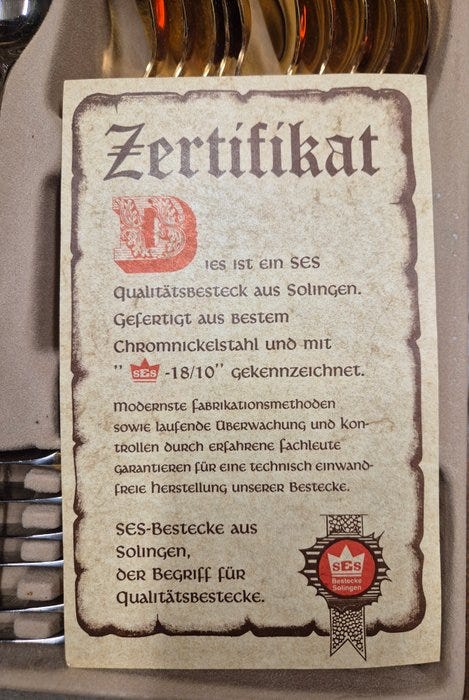 Zertifikat
Dies ist ein SES
Qualitätsbesteck aus Solingen.
Gefertigt aus bestem
Chromnickelstahl und mit
" SES -18/10" gekennzeichnet.
Modernste Fabrikationsmethoden
sowie laufende Überwachung und Kon-
trollen durch erfahrene Fachleute
garantieren für eine technisch einwand-
freie Herstellung unserer Bestecke.
SES-Bestecke aus
Solingen,
der Begriff für
Qualitätsbestecke.
SES
Bestecke
Solingen